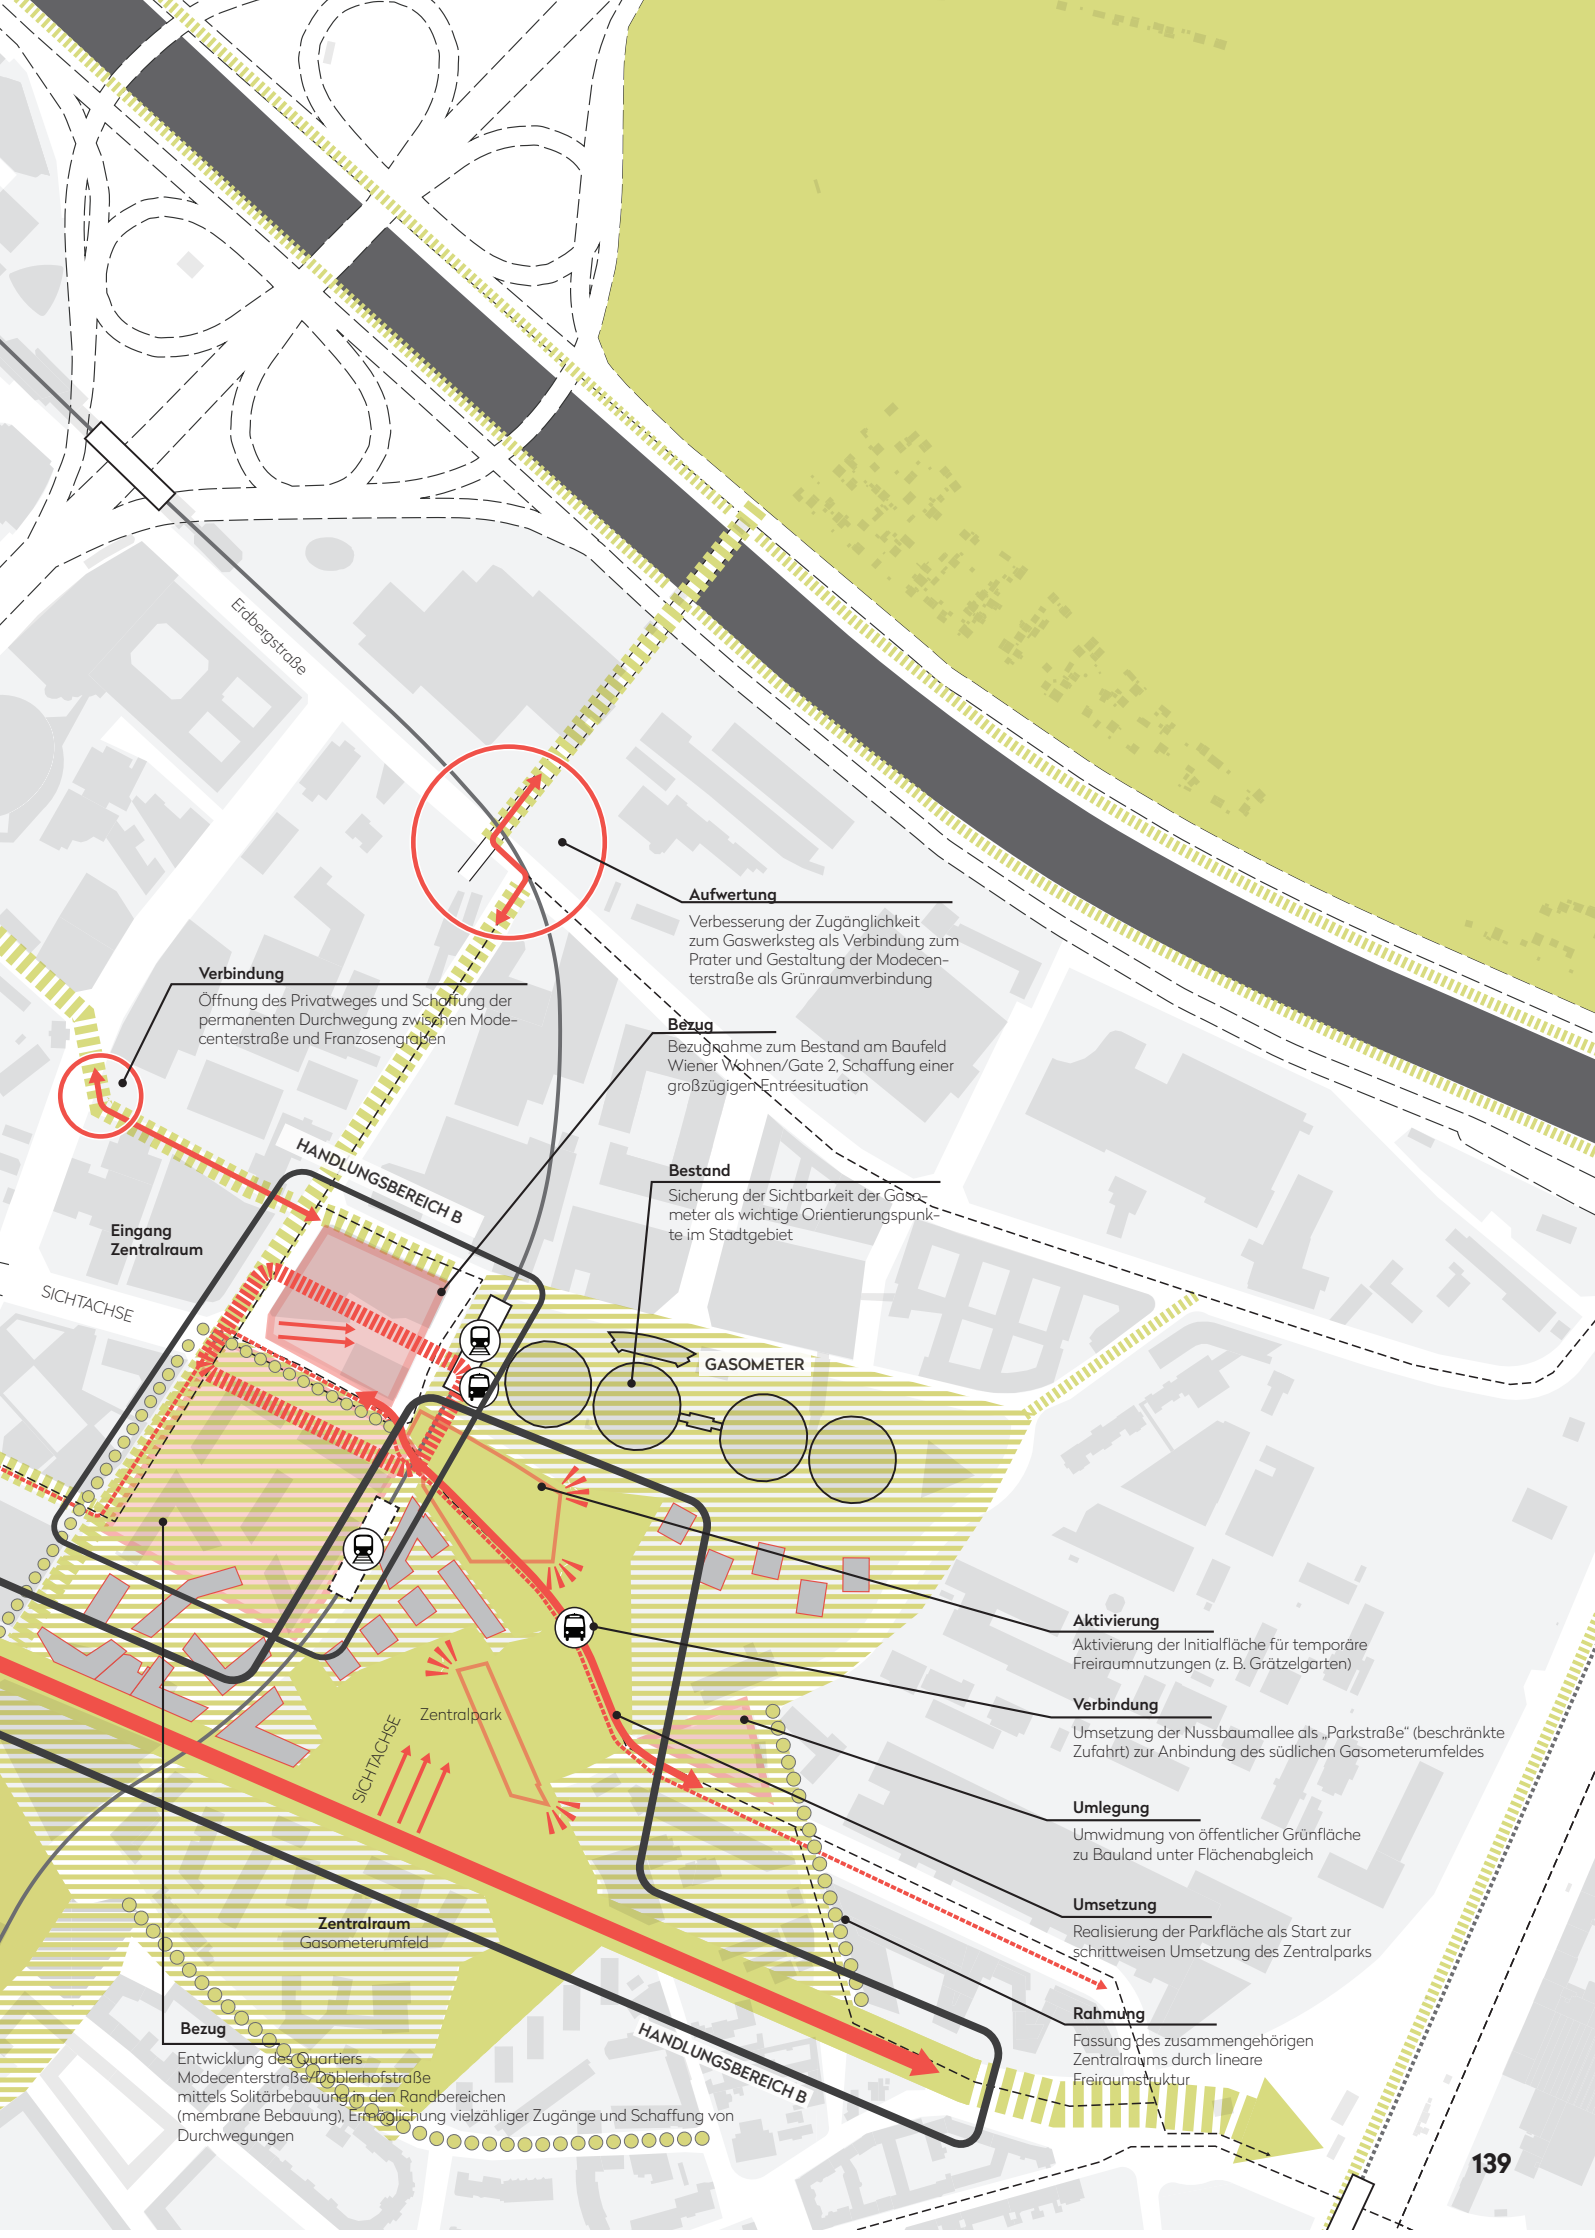 Erdbergstraße
Aufwertung
Verbesserung der Zugänglichkeit
zum Gaswerksteg als Verbindung zum
Prater und Gestaltung der Modecen-
terstraße als Grünraumverbindung
Verbindung
Öffnung des Privatweges und Schaffung der
permanenten Durchwegung zwischen Mode-
centerstraße und Franzosengraben
Bezug
Bezugnahme zum Bestand am Baufeld
Wiener Wohnen/Gate 2, Schaffung einer
großzügigen Entréesituation
HANDLUNGSBEREICH B
Bestand
Sicherung der Sichtbarkeit der Gaso-
meter als wichtige Orientierungspunk-
te im Stadtgebiet
Eingang
Zentralraum
SICHTACHSE
GASOMETER
Aktivierung
Aktivierung der Initialfläche für temporäre
Freiraumnutzungen (z. B. Grätzelgarten)
Verbindung
Umsetzung der Nussbaumallee als „Parkstraße“ (beschränkte
Zufahrt) zur Anbindung des südlichen Gasometerumfeldes
Zentralpark
SICHTACHSE
Umlegung
Umwidmung von öffentlicher Grünfläche
zu Bauland unter Flächenabgleich
Umsetzung
Realisierung der Parkfläche als Start zur
schrittweisen Umsetzung des Zentralparks
Zentralraum
Gasometerumfeld
Rahmung
Fassung des zusammengehörigen
Zentralraums durch lineare
Freiraumstruktur
HANDLUNGSBEREICH B
Bezug
Entwicklung des Quartiers
Modecenterstraße/Döblerhofstraße
mittels Solitärbebauung in den Randbereichen
(membrane Bebauung), Ermöglichung vielzähliger Zugänge und Schaffung von
Durchwegungen
139